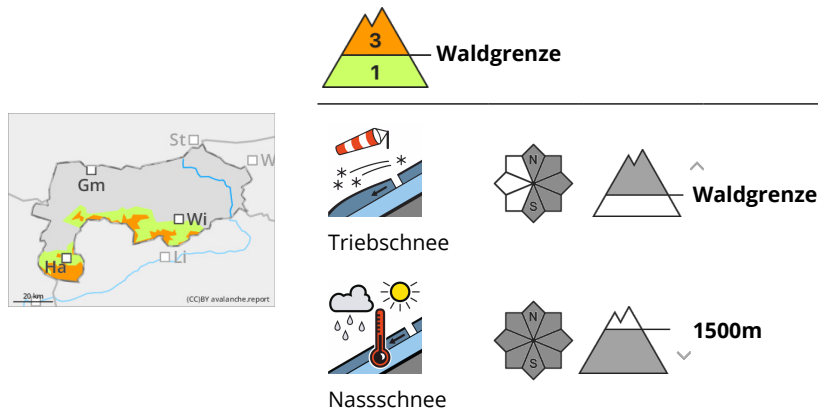 3
Waldgrenze
1
St
W
Gm
Wi
Ha
Li
20 km
(CC)BY avalanche.report
N
S
Waldgrenze
Triebschnee
N
S
1500m
Nassschnee